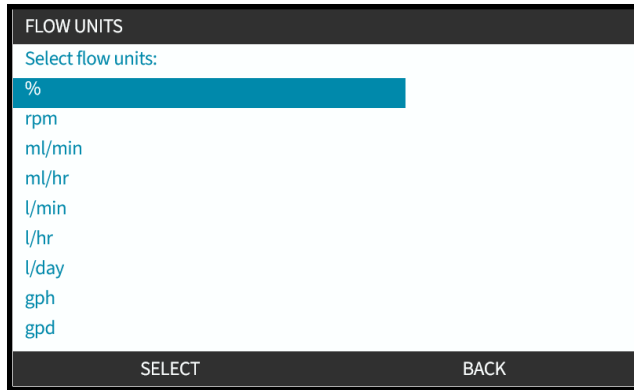 FLOW UNITS
Select flow units:
%
rpm
ml/min
ml/hr
l/min
l/hr
l/day
gph
gpd
SELECT BACK